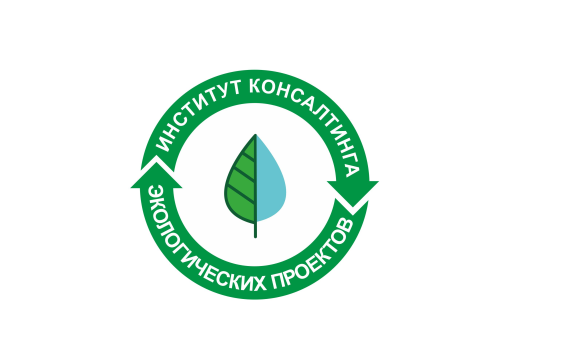 ИНСТИТУТ КОНСАЛТИНГА
ЭКОЛОГИЧЕСКИХ ПРОЕКТОВ